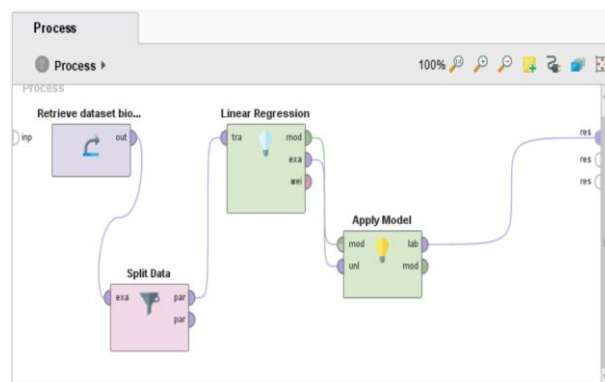 Process
Process
100%
Process
Retrieve dataset bio...
Linear Regression
inp
out
tra
mod
exa
wei
res
res
res
Apply Model
mod
lab
unl
mod
Split Data
exa
par
par